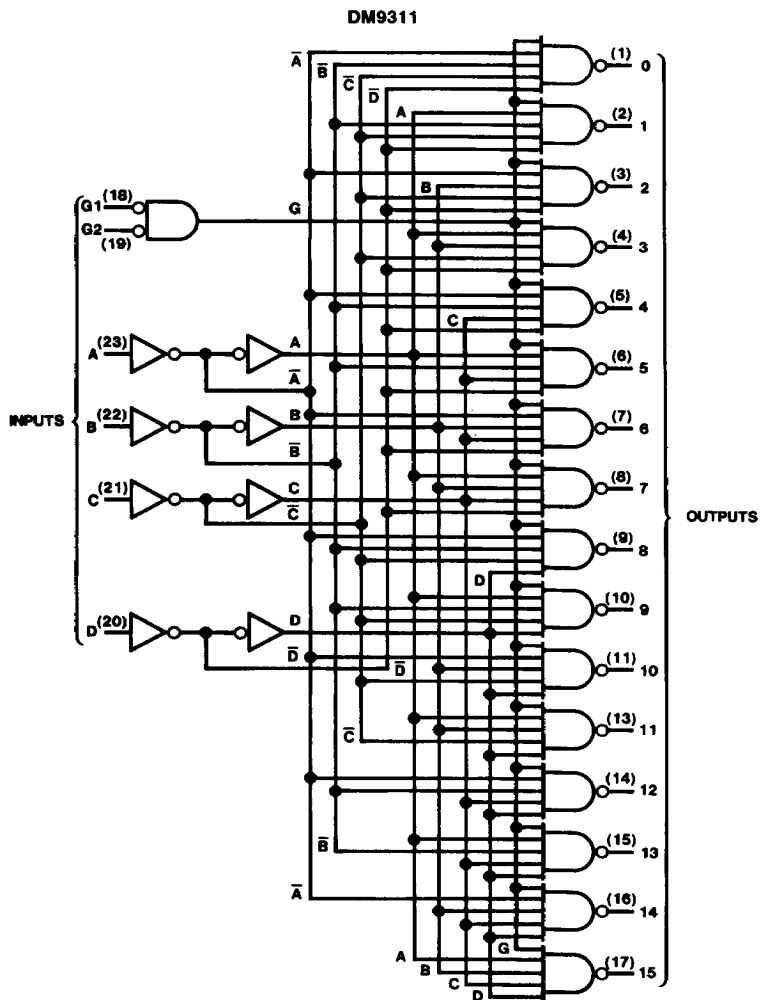 DM9311
A̅
B̅
C̅
D̅
A
(1) 0
(2) 1
(3) 2
B
G1 (18)
G2 (19)
G
(4) 3
(5) 4
C
A (23)
A
A̅
(6) 5
INPUTS
B (22)
B
B̅
(7) 6
C (21)
C
C̅
(8) 7
OUTPUTS
(9) 8
D
(10) 9
D (20)
D
D̅
D̅
(11) 10
C̅
(13) 11
(14) 12
B̅
(15) 13
A̅
(16) 14
G
A
B
C
D
(17) 15